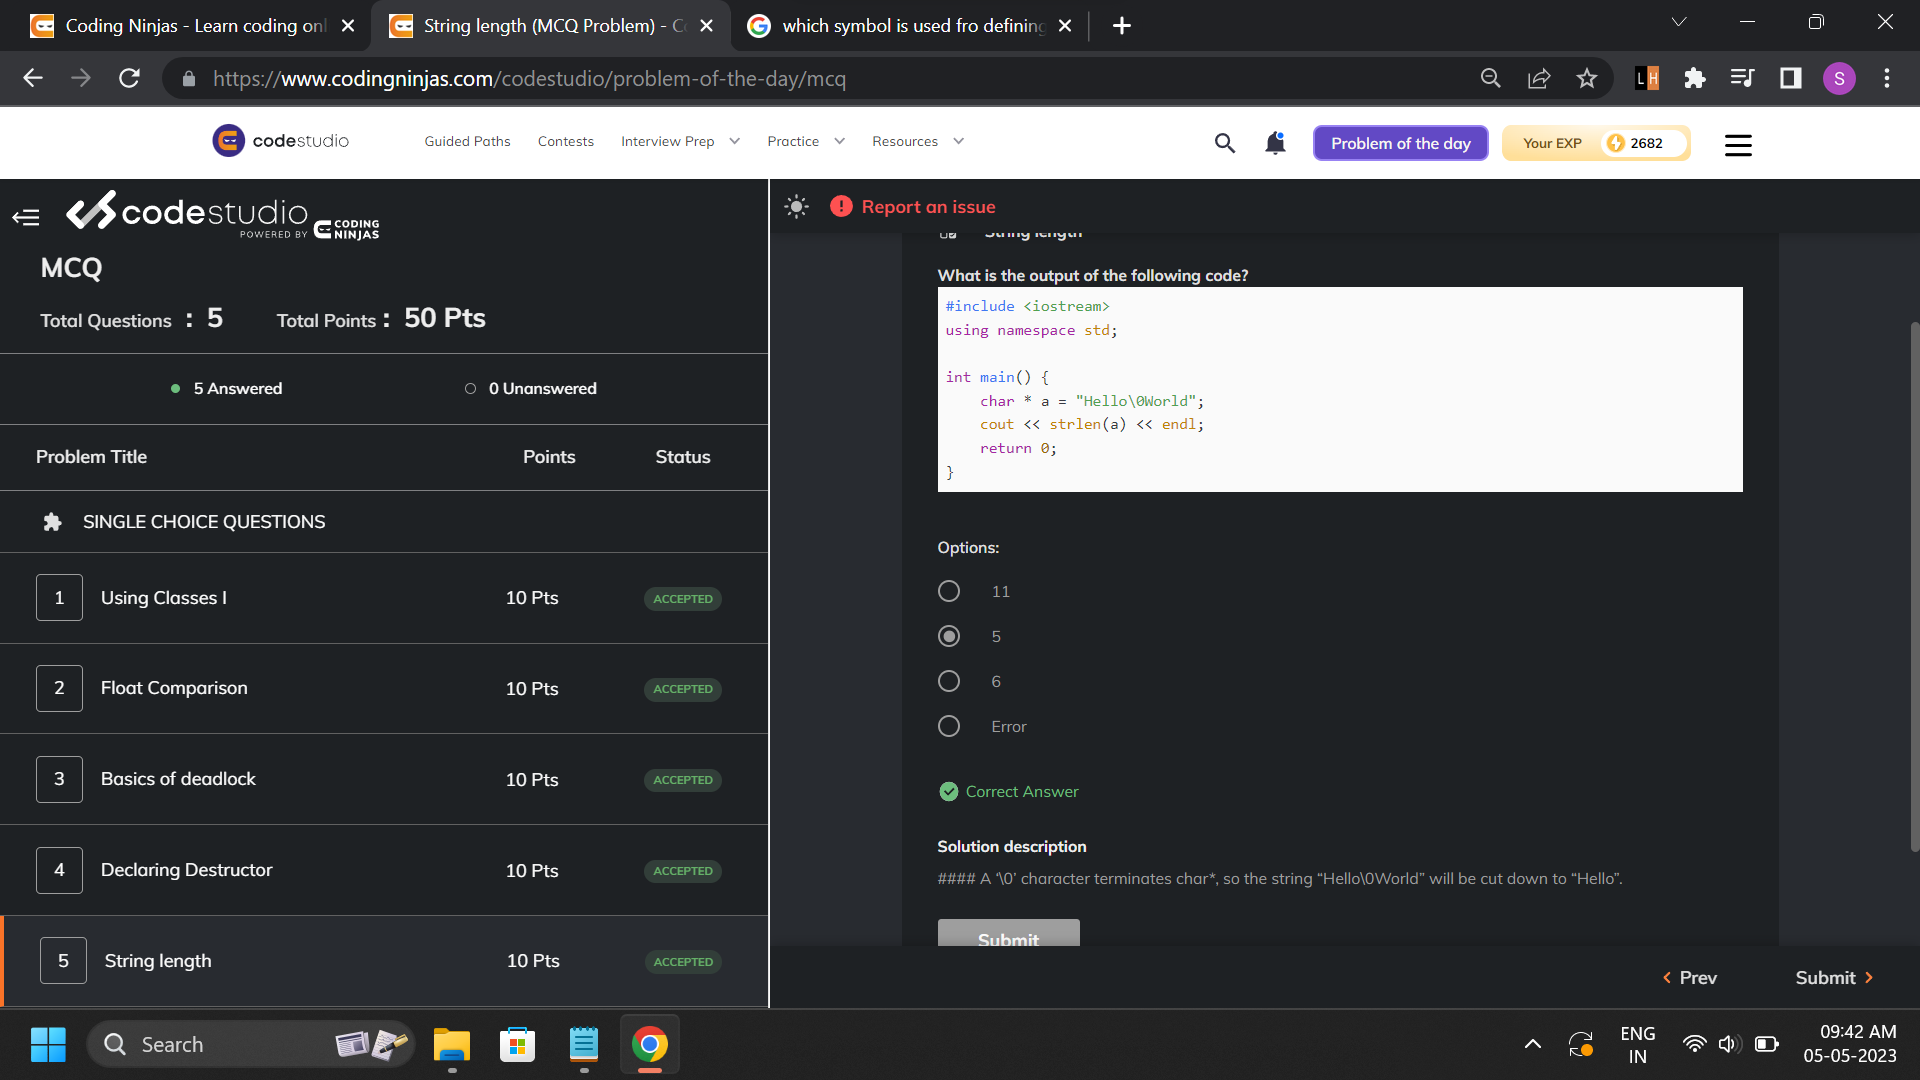 Coding Ninjas - Learn coding onl
String length (MCQ Problem) - Co
which symbol is used fro defining
https://www.codingninjas.com/codestudio/problem-of-the-day/mcq
LH
S
codestudio
Guided Paths
Contests
Interview Prep
Practice
Resources
Problem of the day
Your EXP
2682
codestudio
POWERED BY
CODING
NINJAS
MCQ
Total Questions : 5
Total Points : 50 Pts
5 Answered
0 Unanswered
Problem Title
Points
Status
SINGLE CHOICE QUESTIONS
1
Using Classes I
10 Pts
ACCEPTED
2
Float Comparison
10 Pts
ACCEPTED
3
Basics of deadlock
10 Pts
ACCEPTED
4
Declaring Destructor
10 Pts
ACCEPTED
5
String length
10 Pts
ACCEPTED
Report an issue
String length
What is the output of the following code?
#include <iostream>
using namespace std;
int main() {
char * a = "Hello\0World";
cout << strlen(a) << endl;
return 0;
}
Options:
11
5
6
Error
Correct Answer
Solution description
#### A '\0' character terminates char*, so the string “Hello\0World” will be cut down to “Hello”.
Submit
Prev
Submit
Search
ENG
IN
09:42 AM
05-05-2023